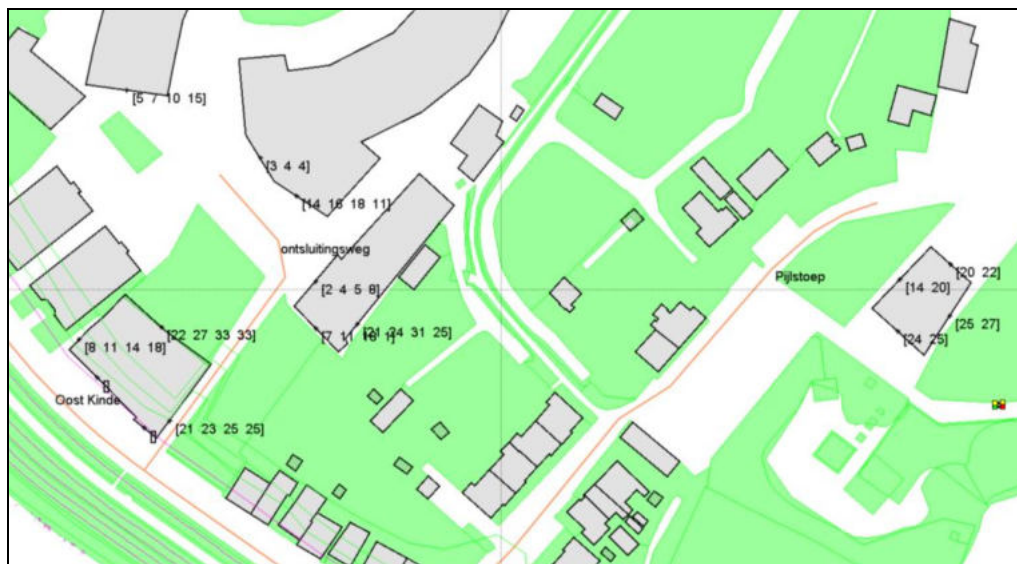 [5 7 10 15]
[3 4 4]
[14 16 18 11]
ontsluitingsweg
[2 4 5 8]
Pijlstoep
[20 22]
[14 20]
[25 27]
[24 25]
[22 27 33 33]
[21 24 31 25]
[8 11 14 18]
Oost Kinde
[21 23 25 25]